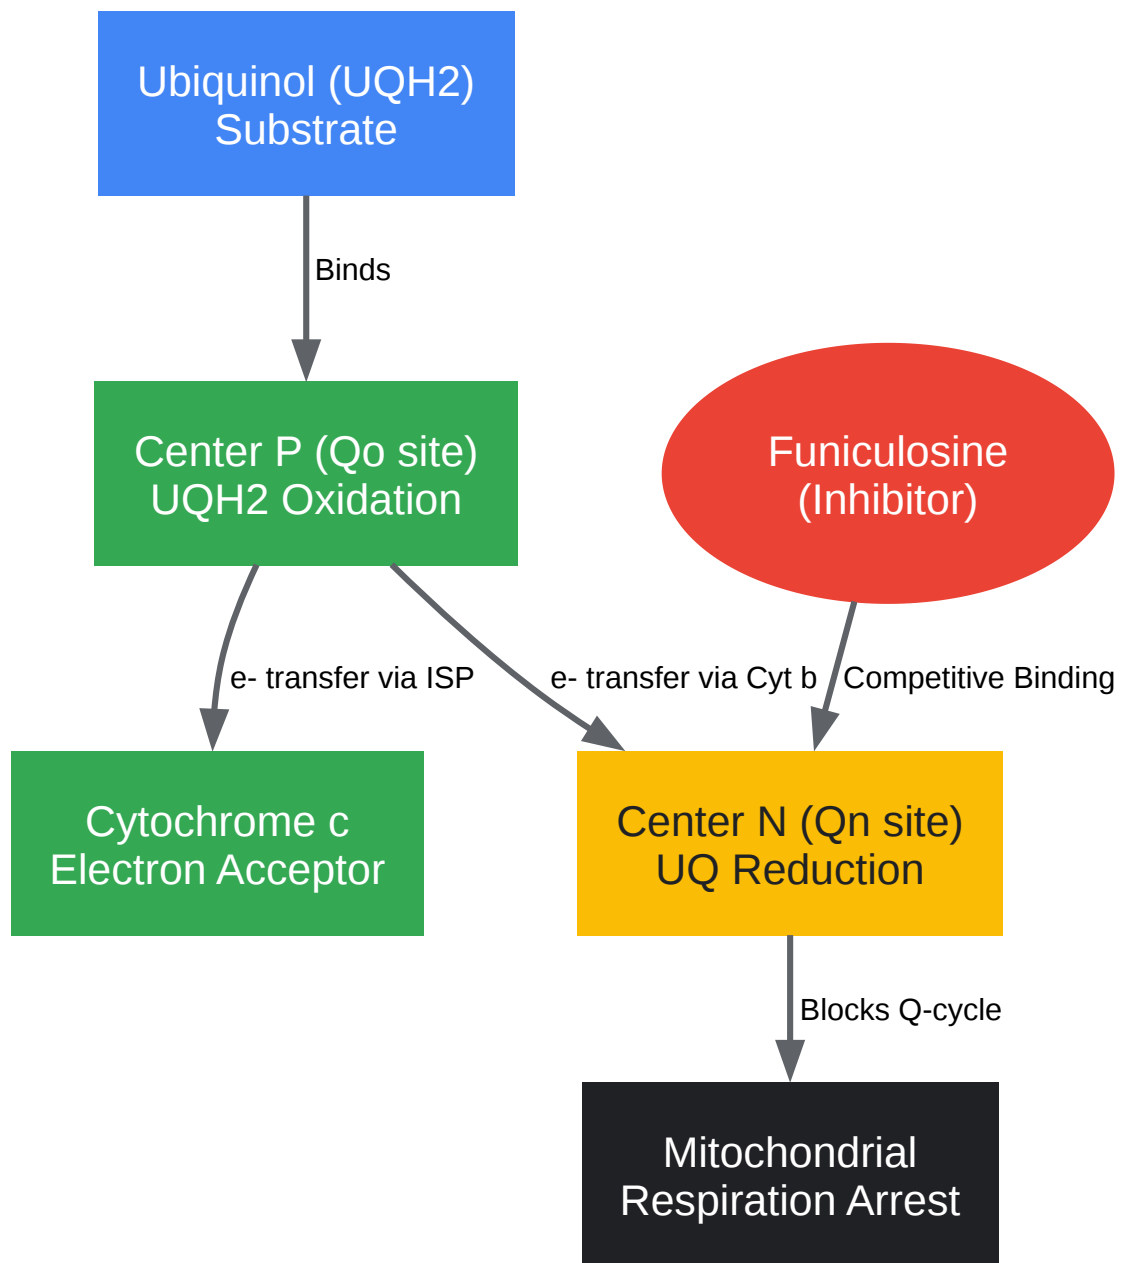 Ubiquinol (UQH2)
Substrate
Binds
Center P (Qo site)
UQH2 Oxidation
Funiculosine
(Inhibitor)
e- transfer via ISP
e- transfer via Cyt b
Competitive Binding
Cytochrome c
Electron Acceptor
Center N (Qn site)
UQ Reduction
Blocks Q-cycle
Mitochondrial
Respiration Arrest